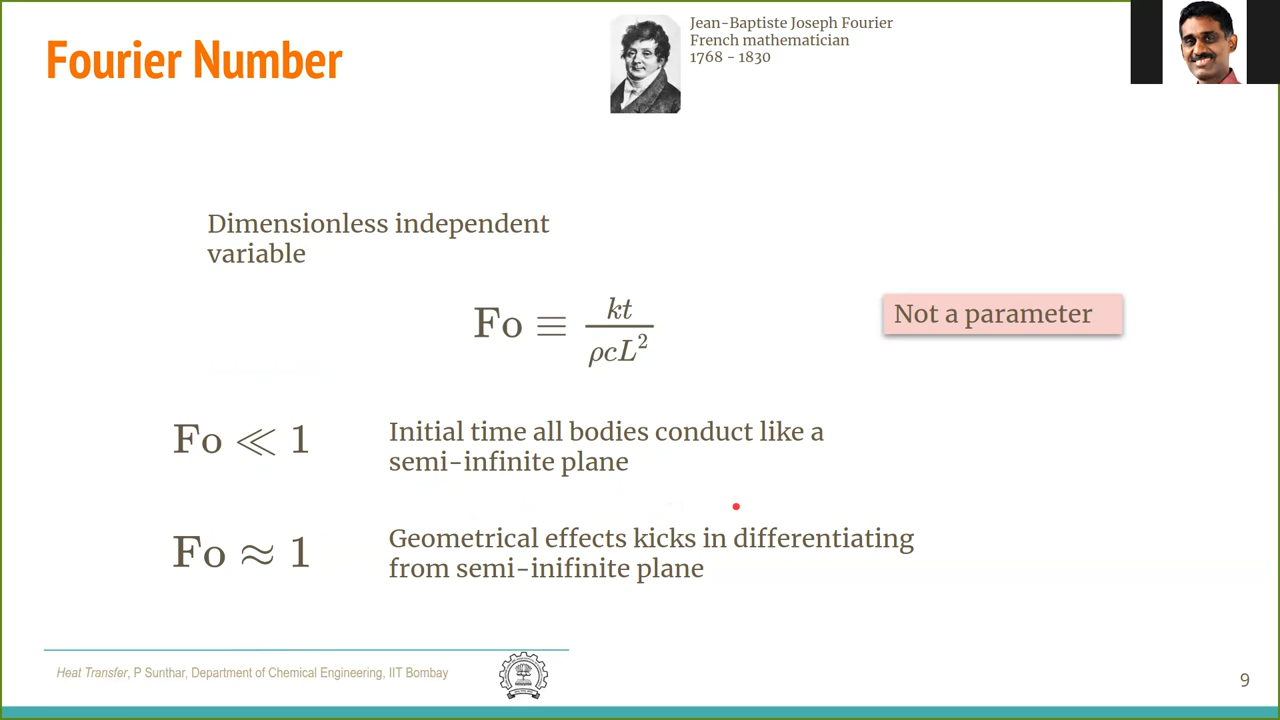 Fourier Number
Jean-Baptiste Joseph Fourier
French mathematician
1768 - 1830
Dimensionless independent
variable
Fo ≡ kt / ρcL²
Not a parameter
Fo ≪ 1
Initial time all bodies conduct like a
semi-infinite plane
Fo ≈ 1
Geometrical effects kicks in differentiating
from semi-inifinite plane
Heat Transfer, P Sunthar, Department of Chemical Engineering, IIT Bombay
9